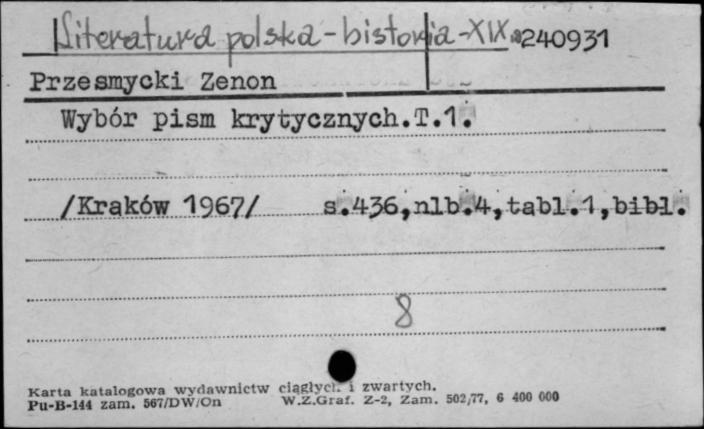 Literatura polska - historia - XIX w 240931
Przesmycki Zenon
Wybór pism krytycznych.T.1.
/Kraków 1967/ s.436,nlb.4,tabl.1,bibl.
8
Karta katalogowa wydawnictw ciągłych i zwartych.
Pu-B-144 zam. 567/DW/On W.Z.Graf. Z-2, Zam. 502/77, 6 400 000